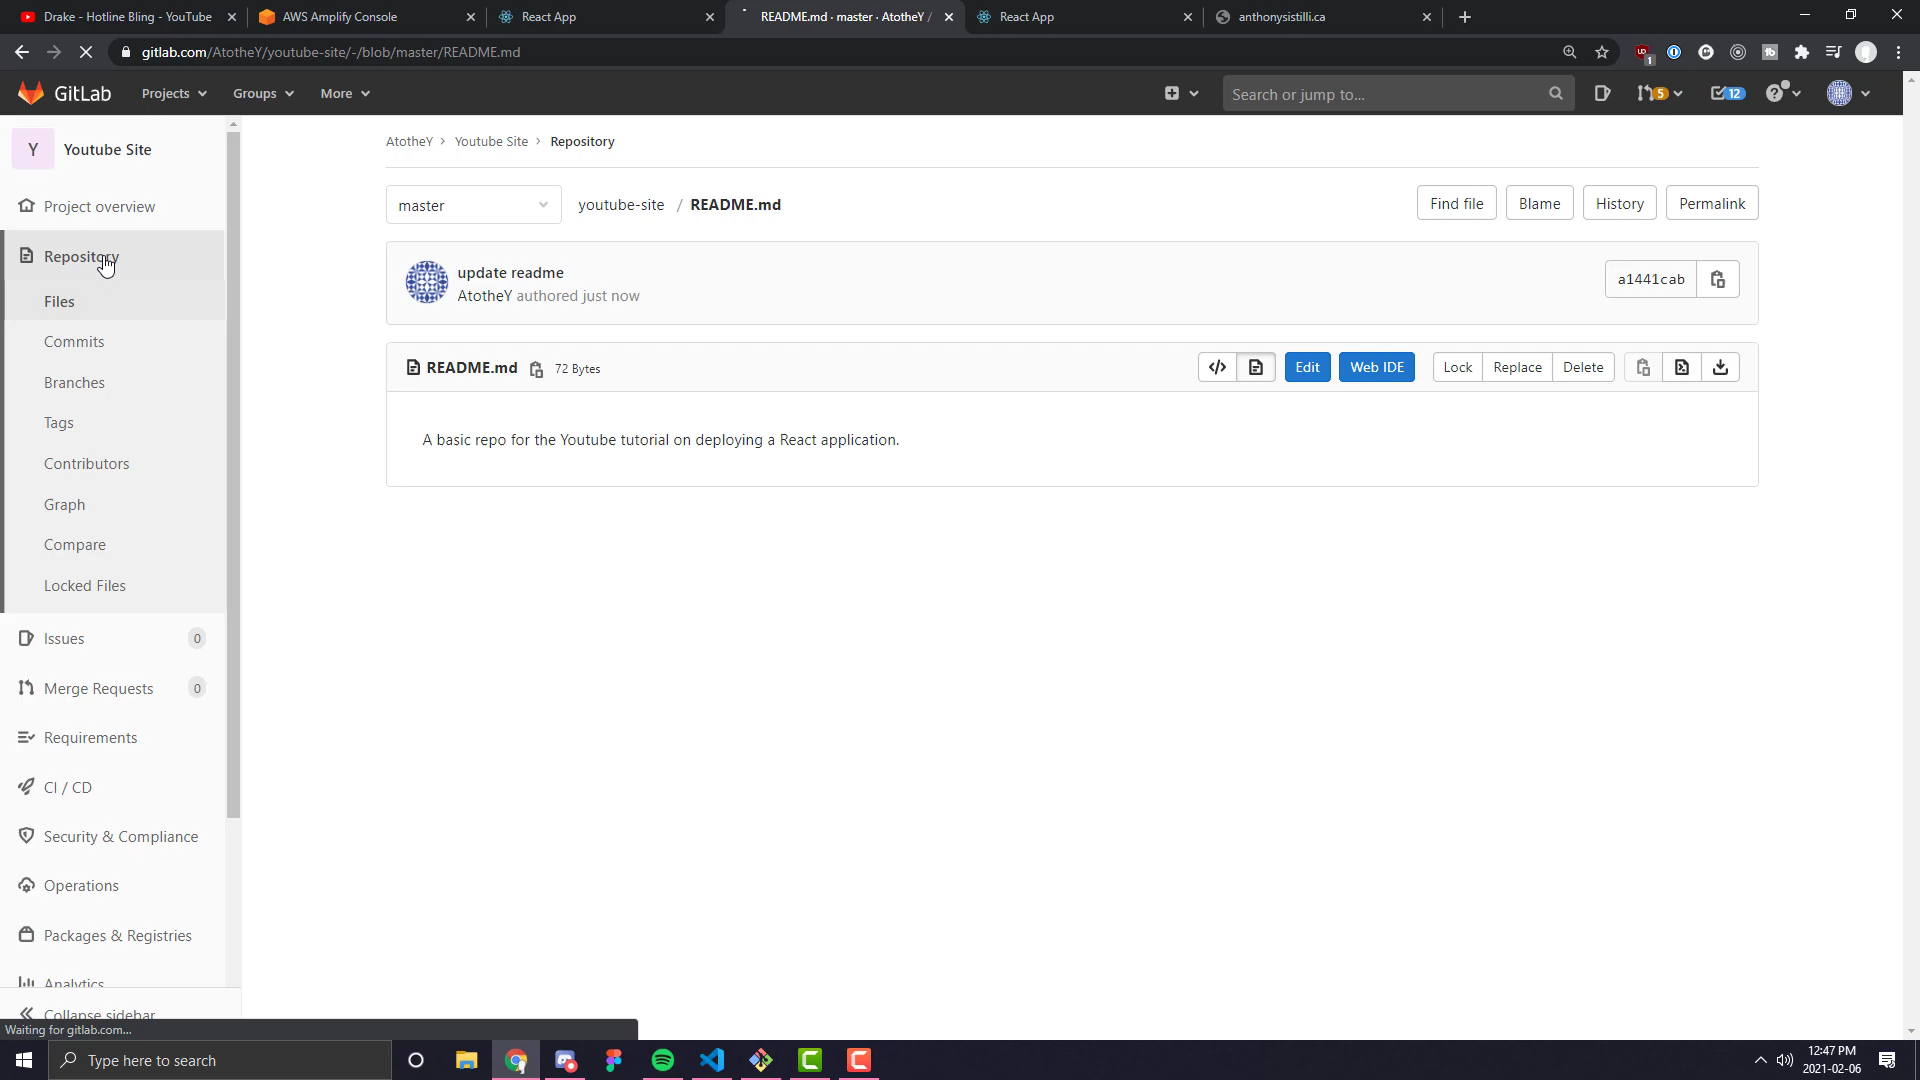 Drake - Hotline Bling - YouTube
AWS Amplify Console
React App
README.md · master · AtotheY /
React App
anthonysistilli.ca
gitlab.com/AtotheY/youtube-site/-/blob/master/README.md
1
GitLab
Projects
Groups
More
Search or jump to...
5
12
Y
Youtube Site
Project overview
Repository
Files
Commits
Branches
Tags
Contributors
Graph
Compare
Locked Files
Issues
0
Merge Requests
0
Requirements
CI / CD
Security & Compliance
Operations
Packages & Registries
Analytics
Collapse sidebar
AtotheY › Youtube Site › Repository
master
youtube-site / README.md
Find file
Blame
History
Permalink
update readme
AtotheY authored just now
a1441cab
README.md
72 Bytes
Edit
Web IDE
Lock
Replace
Delete
A basic repo for the Youtube tutorial on deploying a React application.
Waiting for gitlab.com...
Type here to search
12:47 PM
2021-02-06